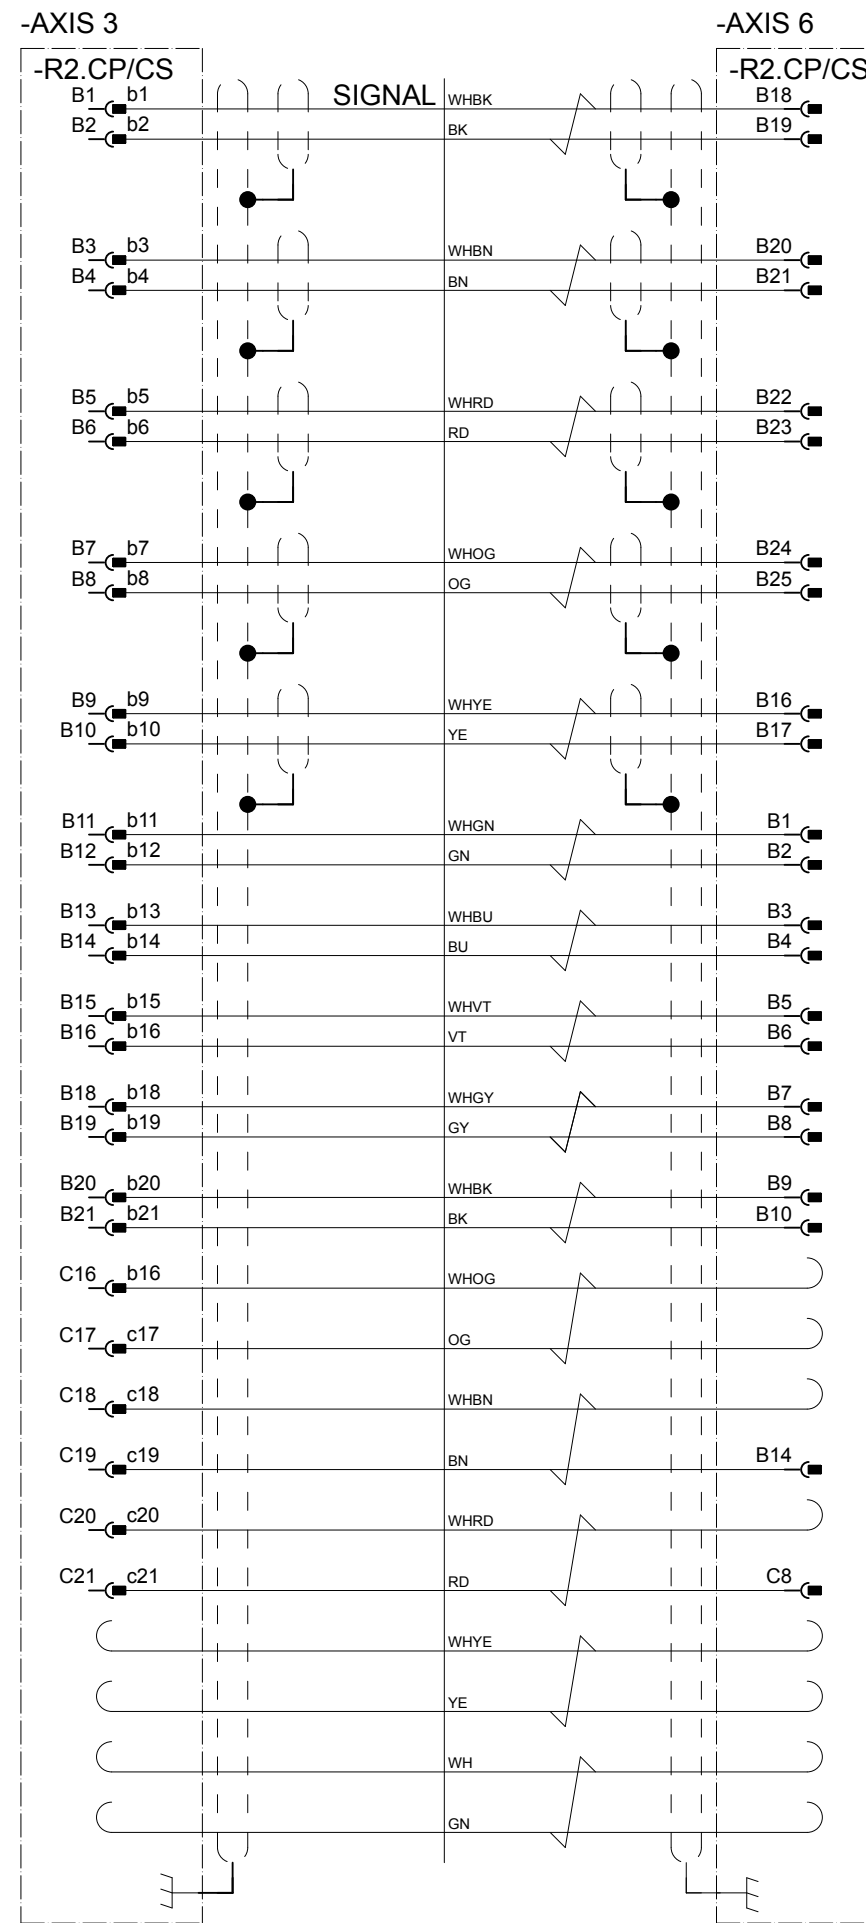 -AXIS 3 -AXIS 6
-R2.CP/CS -R2.CP/CS
SIGNAL
B1 b1 WHBK B18
B2 b2 BK B19
B3 b3 WHBN B20
B4 b4 BN B21
B5 b5 WHRD B22
B6 b6 RD B23
B7 b7 WHOG B24
B8 b8 OG B25
B9 b9 WHYE B16
B10 b10 YE B17
B11 b11 WHGN B1
B12 b12 GN B2
B13 b13 WHBU B3
B14 b14 BU B4
B15 b15 WHVT B5
B16 b16 VT B6
B18 b18 WHGY B7
B19 b19 GY B8
B20 b20 WHBK B9
B21 b21 BK B10
C16 b16 WHOG
C17 c17 OG
C18 c18 WHBN
C19 c19 BN B14
C20 c20 WHRD
C21 c21 RD C8
WHYE
YE
WH
GN